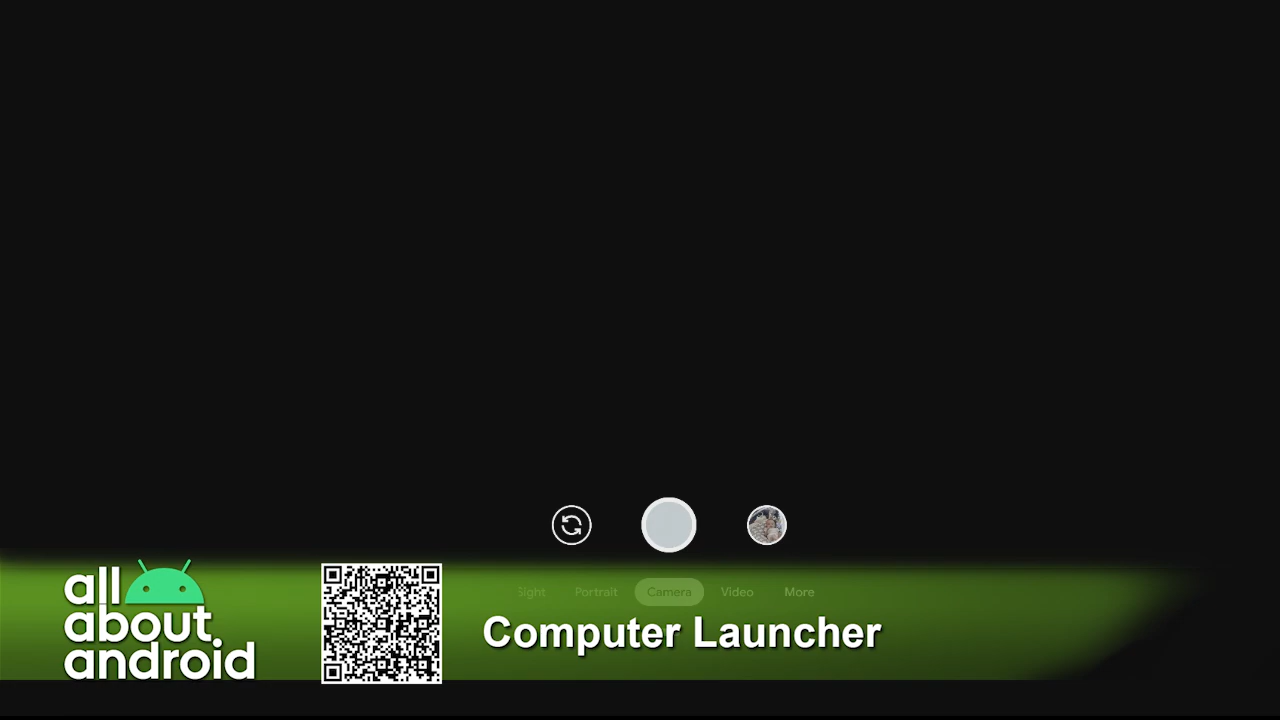 Sight Portrait Camera Video More
all
about
android
Computer Launcher